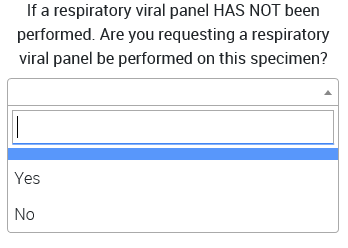 If a respiratory viral panel HAS NOT been
performed. Are you requesting a respiratory
viral panel be performed on this specimen?
Yes
No